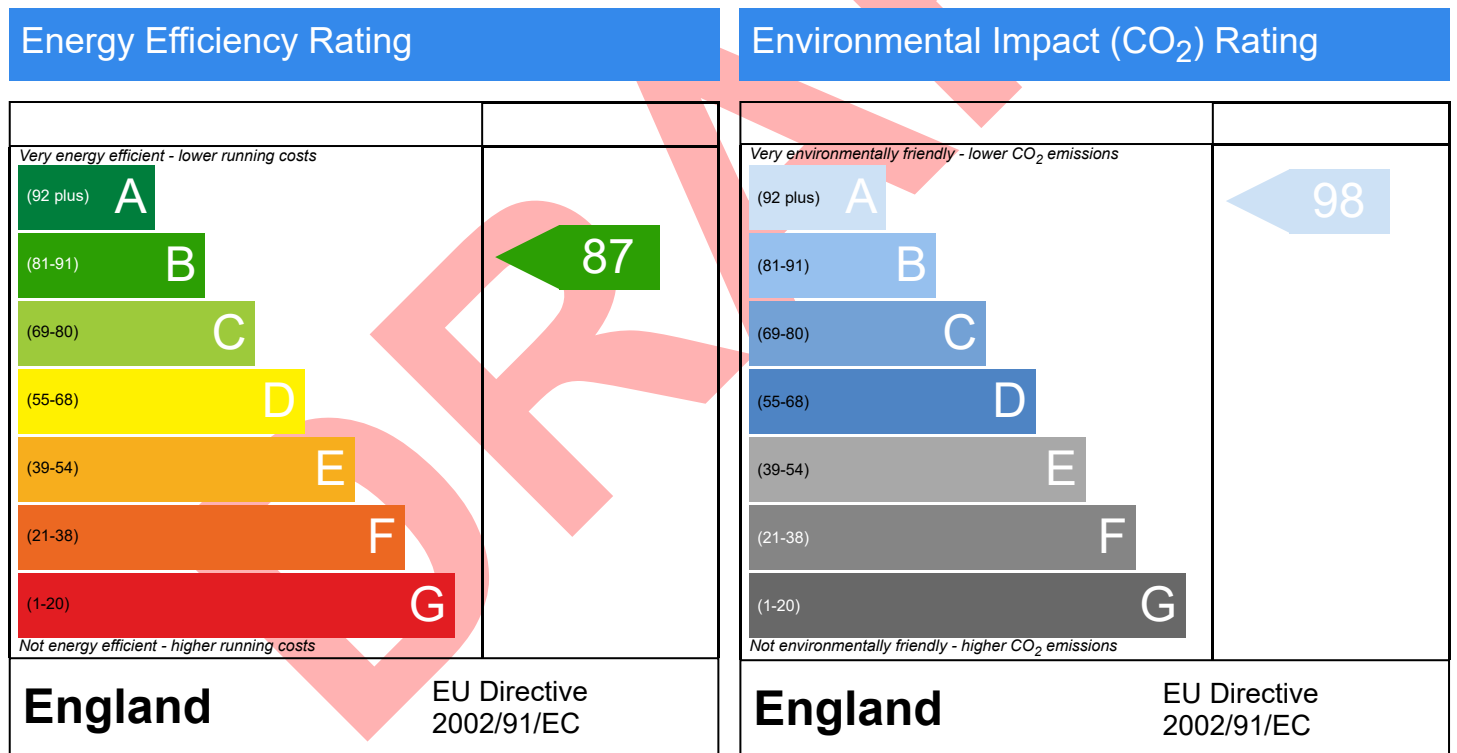 Energy Efficiency Rating
Very energy efficient - lower running costs
(92 plus) A
(81-91) B
87
(69-80) C
(55-68) D
(39-54) E
(21-38) F
(1-20) G
Not energy efficient - higher running costs
England
EU Directive
2002/91/EC
Environmental Impact (CO₂) Rating
Very environmentally friendly - lower CO₂ emissions
(92 plus) A
98
(81-91) B
(69-80) C
(55-68) D
(39-54) E
(21-38) F
(1-20) G
Not environmentally friendly - higher CO₂ emissions
England
EU Directive
2002/91/EC